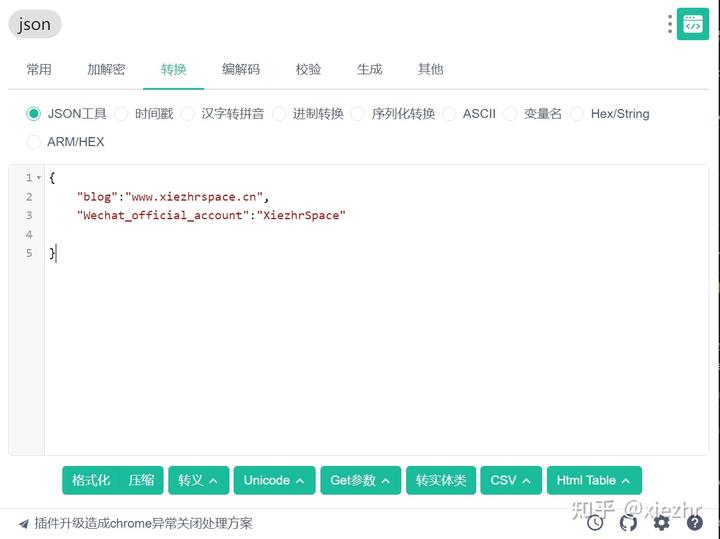 json
常用 加解密 转换 编解码 校验 生成 其他
JSON工具 时间戳 汉字转拼音 进制转换 序列化转换 ASCII 变量名 Hex/String
ARM/HEX
1 {
2 "blog":"www.xiezhrspace.cn",
3 "Wechat_official_account":"XiezhrSpace"
4
5 }
格式化 压缩 转义 Unicode Get参数 转实体类 CSV Html Table
插件升级造成chrome异常关闭处理方案
知乎 @xiezhr